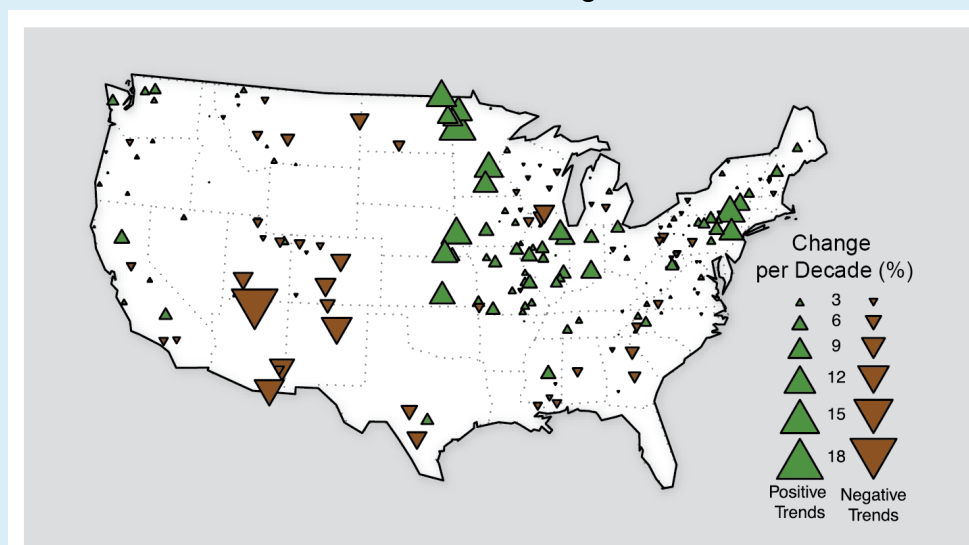 Change
per Decade (%)
3
6
9
12
15
18
Positive
Trends
Negative
Trends